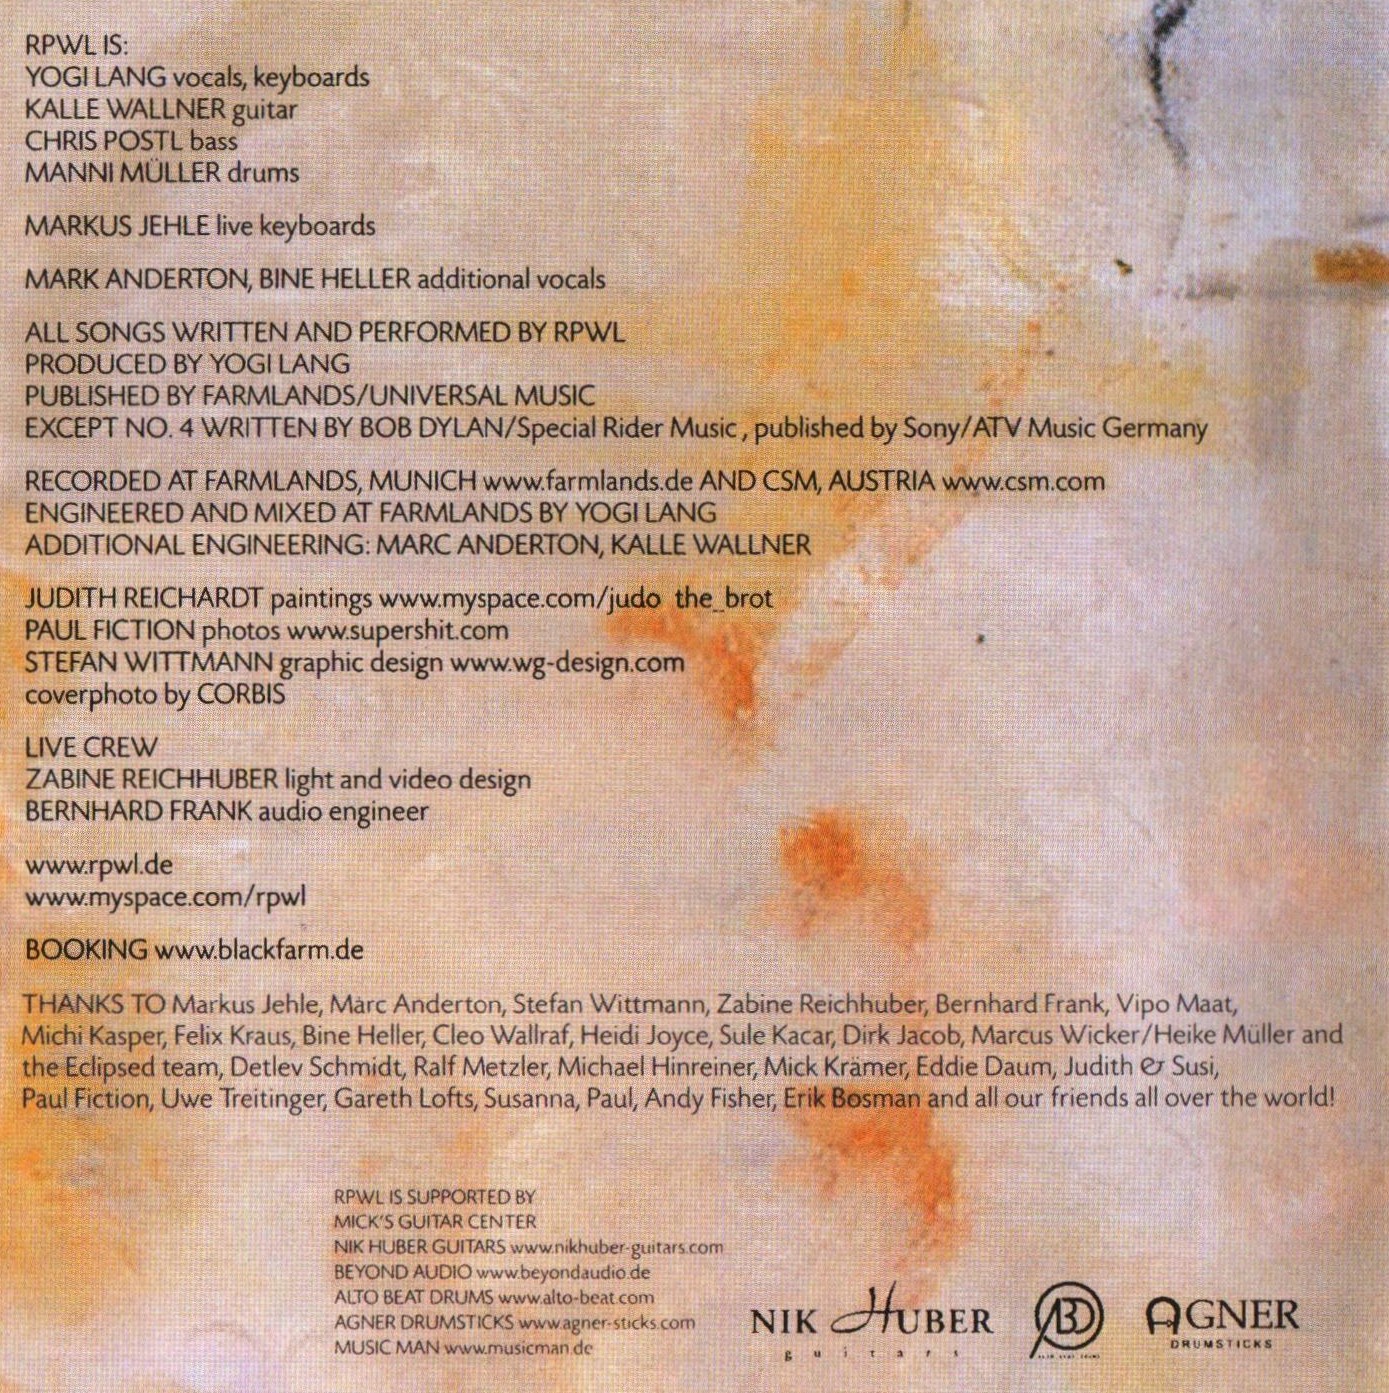 RPWL IS:
YOGI LANG vocals, keyboards
KALLE WALLNER guitar
CHRIS POSTL bass
MANNI MÜLLER drums
MARKUS JEHLE live keyboards
MARK ANDERTON, BINE HELLER additional vocals
ALL SONGS WRITTEN AND PERFORMED BY RPWL
PRODUCED BY YOGI LANG
PUBLISHED BY FARMLANDS/UNIVERSAL MUSIC
EXCEPT NO. 4 WRITTEN BY BOB DYLAN/Special Rider Music , published by Sony/ATV Music Germany
RECORDED AT FARMLANDS, MUNICH www.farmlands.de AND CSM, AUSTRIA www.csm.com
ENGINEERED AND MIXED AT FARMLANDS BY YOGI LANG
ADDITIONAL ENGINEERING: MARC ANDERTON, KALLE WALLNER
JUDITH REICHARDT paintings www.myspace.com/judo the_brot
PAUL FICTION photos www.supershit.com
STEFAN WITTMANN graphic design www.wg-design.com
coverphoto by CORBIS
LIVE CREW
ZABINE REICHHUBER light and video design
BERNHARD FRANK audio engineer
www.rpwl.de
www.myspace.com/rpwl
BOOKING www.blackfarm.de
THANKS TO Markus Jehle, Marc Anderton, Stefan Wittmann, Zabine Reichhuber, Bernhard Frank, Vipo Maat,
Michi Kasper, Felix Kraus, Bine Heller, Cleo Wallraf, Heidi Joyce, Sule Kacar, Dirk Jacob, Marcus Wicker/Heike Müller and
the Eclipsed team, Detlev Schmidt, Ralf Metzler, Michael Hinreiner, Mick Krämer, Eddie Daum, Judith & Susi,
Paul Fiction, Uwe Treitinger, Gareth Lofts, Susanna, Paul, Andy Fisher, Erik Bosman and all our friends all over the world!
RPWL IS SUPPORTED BY
MICK'S GUITAR CENTER
NIK HUBER GUITARS www.nikhuber-guitars.com
BEYOND AUDIO www.beyondaudio.de
ALTO BEAT DRUMS www.alto-beat.com
AGNER DRUMSTICKS www.agner-sticks.com
MUSIC MAN www.musicman.de
NIK HUBER
guitars
ABD
AGNER
DRUMSTICKS